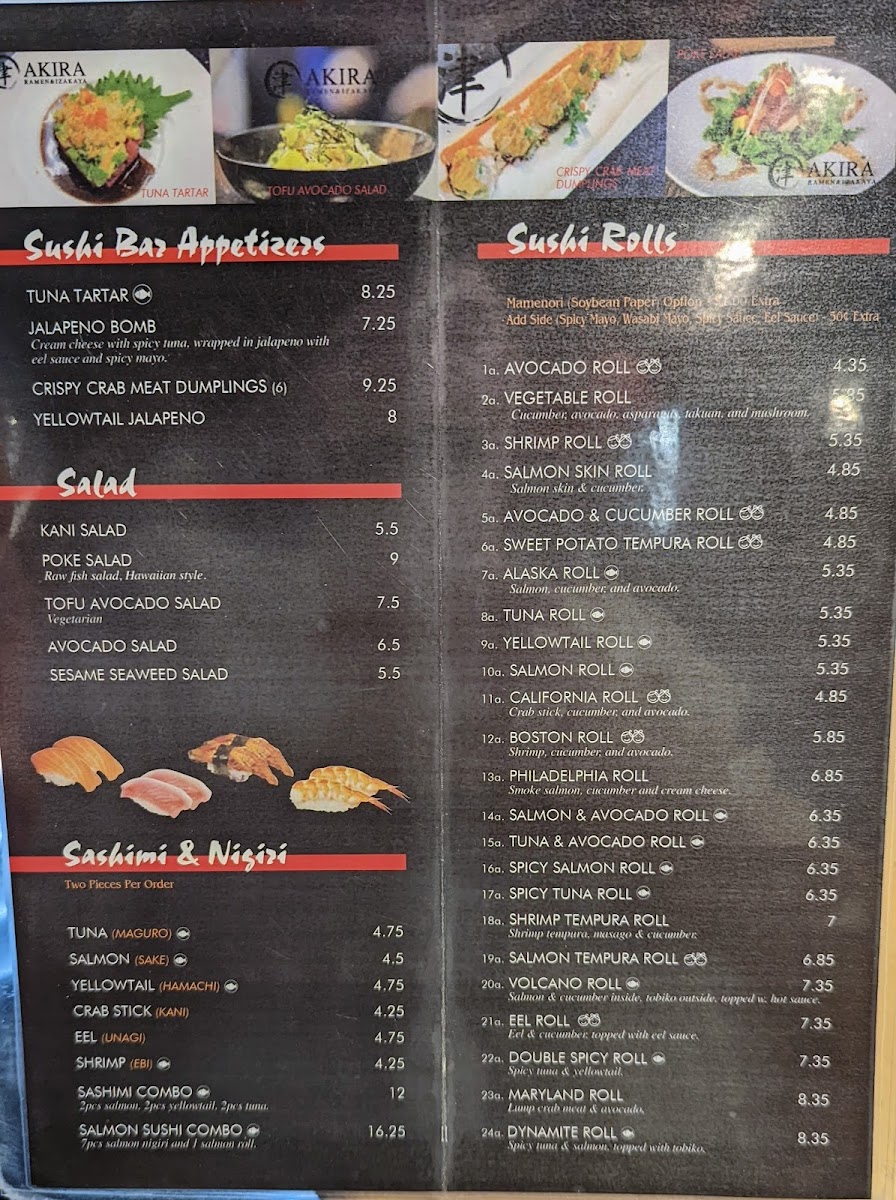 AKIRA
RAMEN&IZAKAYA
TUNA TARTAR
AKIRA
RAMEN&IZAKAYA
TOFU AVOCADO SALAD
CRISPY CRAB MEAT
DUMPLINGS
AKIRA
RAMEN&IZAKAYA
Sushi Bar Appetizers
TUNA TARTAR 8.25
JALAPENO BOMB 7.25
Cream cheese with spicy tuna, wrapped in jalapeno with
eel sauce and spicy mayo.
CRISPY CRAB MEAT DUMPLINGS (6) 9.25
YELLOWTAIL JALAPENO 8
Salad
KANI SALAD 5.5
POKE SALAD 9
Raw fish salad, Hawaiian style.
TOFU AVOCADO SALAD 7.5
Vegetarian
AVOCADO SALAD 6.5
SESAME SEAWEED SALAD 5.5
Sashimi & Nigiri
Two Pieces Per Order
TUNA (MAGURO) 4.75
SALMON (SAKE) 4.5
YELLOWTAIL (HAMACHI) 4.75
CRAB STICK (KANI) 4.25
EEL (UNAGI) 4.75
SHRIMP (EBI) 4.25
SASHIMI COMBO 12
2pcs salmon, 2pcs yellowtail, 2pcs tuna.
SALMON SUSHI COMBO 16.25
7pcs salmon nigiri and 1 salmon roll.
Sushi Rolls
Mamenori (Soybean Paper) Option Extra
Add Side (Spicy Mayo, Wasabi Mayo, Spicy Sauce, Eel Sauce) - 50¢ Extra
1a. AVOCADO ROLL 4.35
2a. VEGETABLE ROLL
Cucumber, avocado, asparagus, takuan, and mushroom.
3a. SHRIMP ROLL 5.35
4a. SALMON SKIN ROLL 4.85
Salmon skin & cucumber.
5a. AVOCADO & CUCUMBER ROLL 4.85
6a. SWEET POTATO TEMPURA ROLL 4.85
7a. ALASKA ROLL 5.35
Salmon, cucumber, and avocado.
8a. TUNA ROLL 5.35
9a. YELLOWTAIL ROLL 5.35
10a. SALMON ROLL 5.35
11a. CALIFORNIA ROLL 4.85
Crab stick, cucumber, and avocado.
12a. BOSTON ROLL 5.85
Shrimp, cucumber, and avocado.
13a. PHILADELPHIA ROLL 6.85
Smoke salmon, cucumber and cream cheese.
14a. SALMON & AVOCADO ROLL 6.35
15a. TUNA & AVOCADO ROLL 6.35
16a. SPICY SALMON ROLL 6.35
17a. SPICY TUNA ROLL 6.35
18a. SHRIMP TEMPURA ROLL 7
Shrimp tempura, masago & cucumber.
19a. SALMON TEMPURA ROLL 6.85
20a. VOLCANO ROLL 7.35
Salmon & cucumber inside, tobiko outside, topped w. hot sauce.
21a. EEL ROLL 7.35
Eel & cucumber, topped with eel sauce.
22a. DOUBLE SPICY ROLL 7.35
Spicy tuna & yellowtail.
23a. MARYLAND ROLL 8.35
Lump crab meat & avocado.
24a. DYNAMITE ROLL 8.35
Spicy tuna & salmon, topped with tobiko.